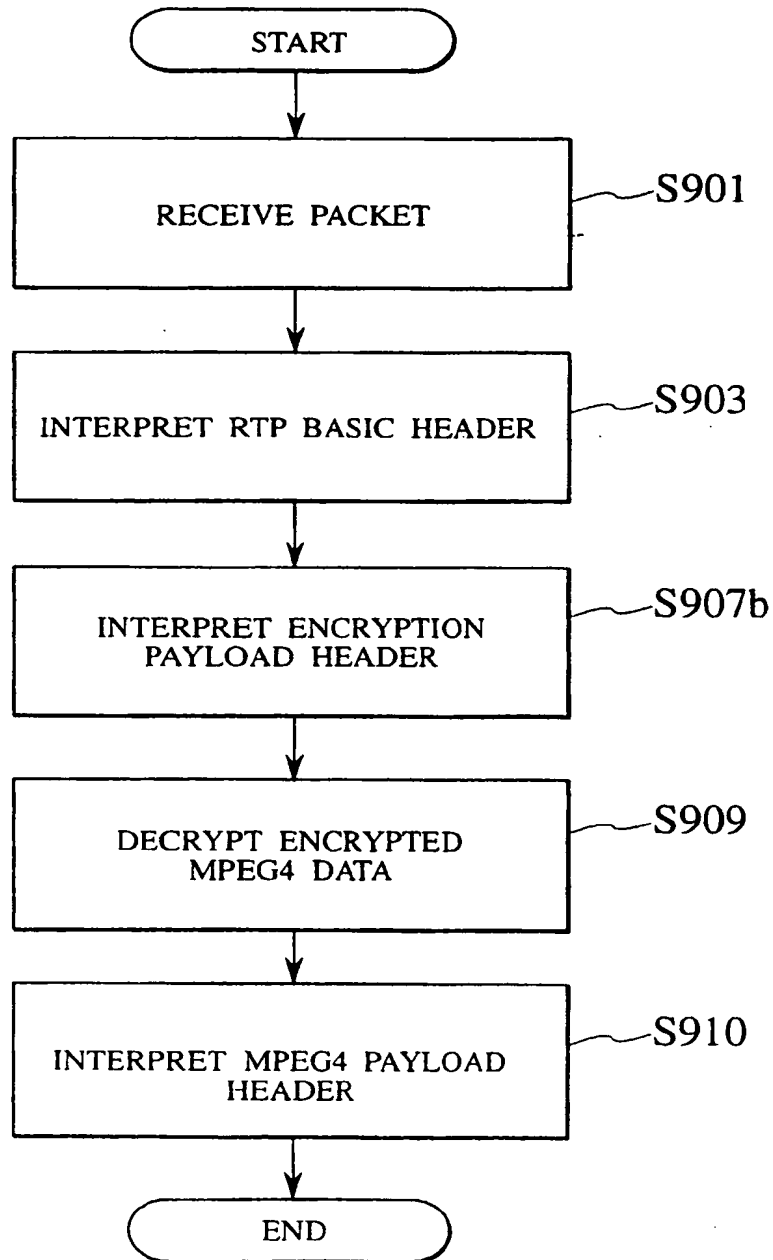 START
RECEIVE PACKET
S901
INTERPRET RTP BASIC HEADER
S903
INTERPRET ENCRYPTION
PAYLOAD HEADER
S907b
DECRYPT ENCRYPTED
MPEG4 DATA
S909
INTERPRET MPEG4 PAYLOAD
HEADER
S910
END